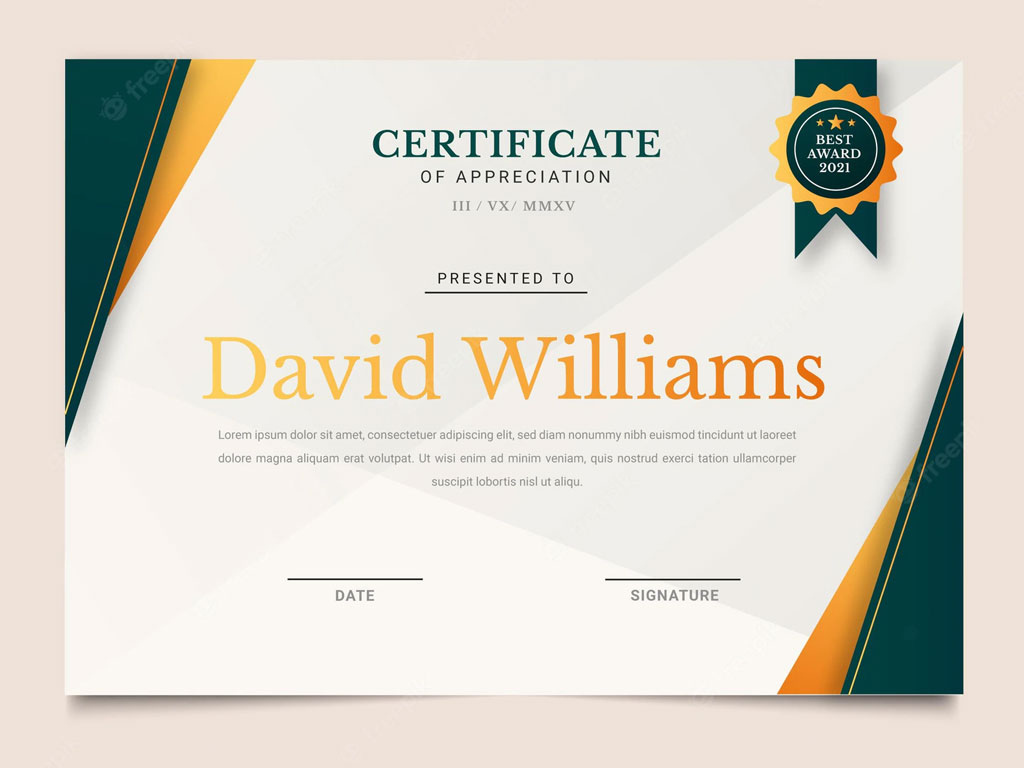 CERTIFICATE
OF APPRECIATION
III / VX/ MMXV
BEST
AWARD
2021
PRESENTED TO
David Williams
Lorem ipsum dolor sit amet, consectetuer adipiscing elit, sed diam nonummy nibh euismod tincidunt ut laoreet
dolore magna aliquam erat volutpat. Ut wisi enim ad minim veniam, quis nostrud exerci tation ullamcorper
suscipit lobortis nisl ut aliqu.
DATE
SIGNATURE
freepik
freepik